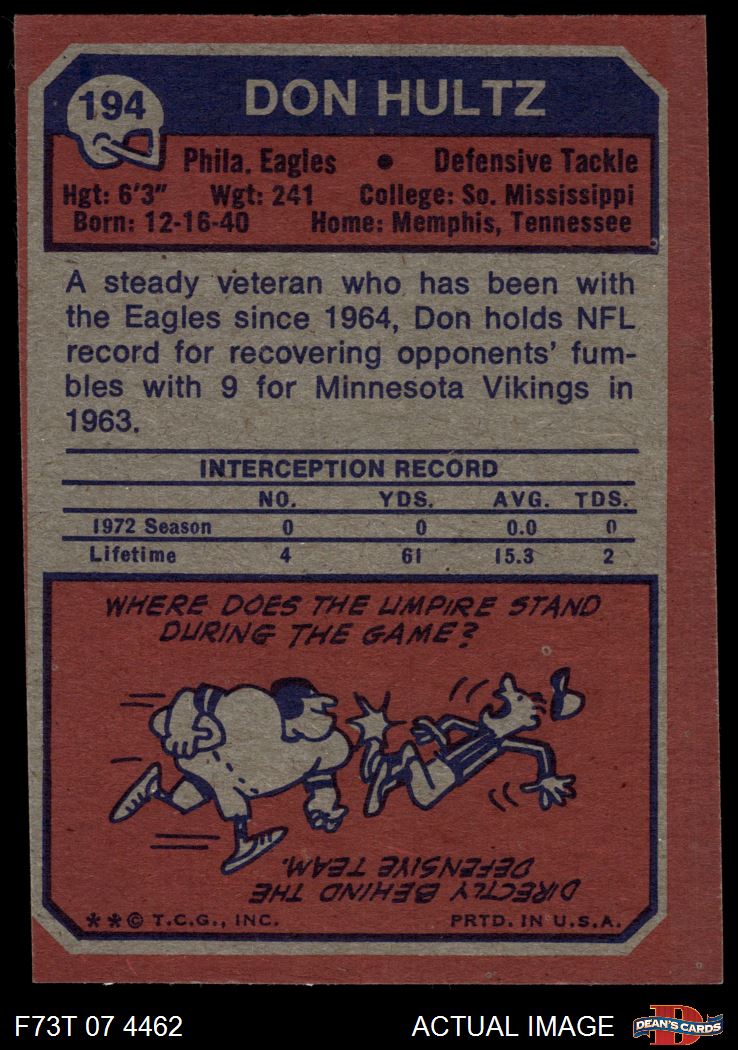 194
DON HULTZ
Phila. Eagles • Defensive Tackle
Hgt: 6'3" Wgt: 241 College: So. Mississippi
Born: 12-16-40 Home: Memphis, Tennessee
A steady veteran who has been with
the Eagles since 1964, Don holds NFL
record for recovering opponents' fum-
bles with 9 for Minnesota Vikings in
1963.
INTERCEPTION RECORD
NO. YDS. AVG. TDS.
1972 Season 0 0 0.0 0
Lifetime 4 61 15.3 2
WHERE DOES THE UMPIRE STAND
DURING THE GAME?
DIRECTLY BEHIND THE
DEFENSIVE TEAM.
**© T.C.G., INC. PRTD. IN U.S.A.
F73T 07 4462 ACTUAL IMAGE
D
DEAN'S CARDS